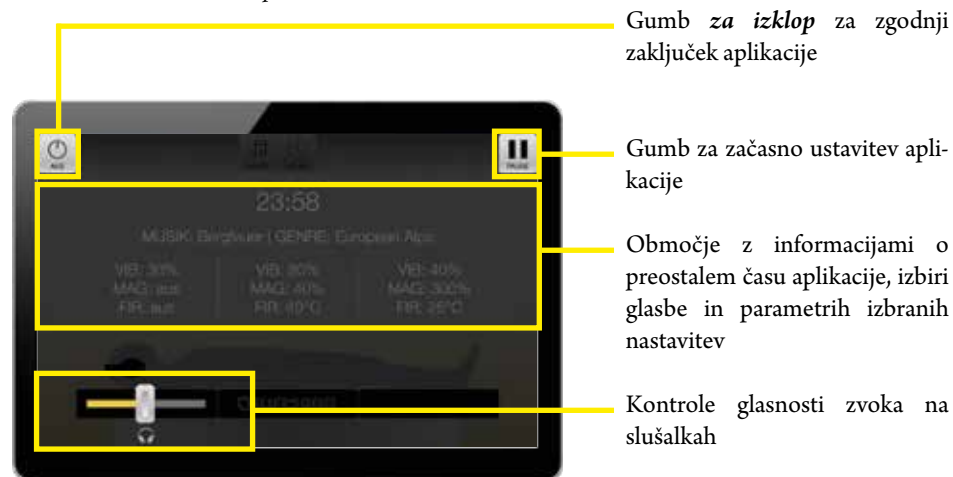 Gumb za izklop za zgodnji
zaključek aplikacije
AUS
PAUSE
Gumb za začasno ustavitev apli-
kacije
23:58
MUSIK: Bergfeuer | GENRE: European Alps
Območje z informacijami o
preostalem času aplikacije, izbiri
glasbe in parametrih izbranih
nastavitev
VIB: 30% VIB: 80% VIB: 40%
MAG: aus MAG: 40% MAG: 300%
FIR: aus FIR: 40°C
Kontrole glasnosti zvoka na
slušalkah